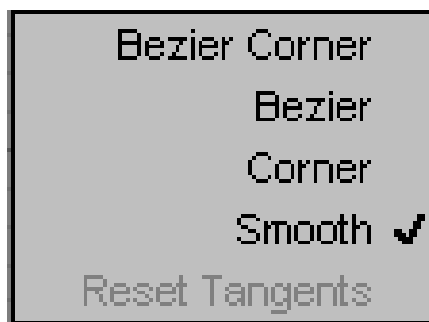 Bezier Corner
Bezier
Corner
Smooth ✓
Reset Tangents